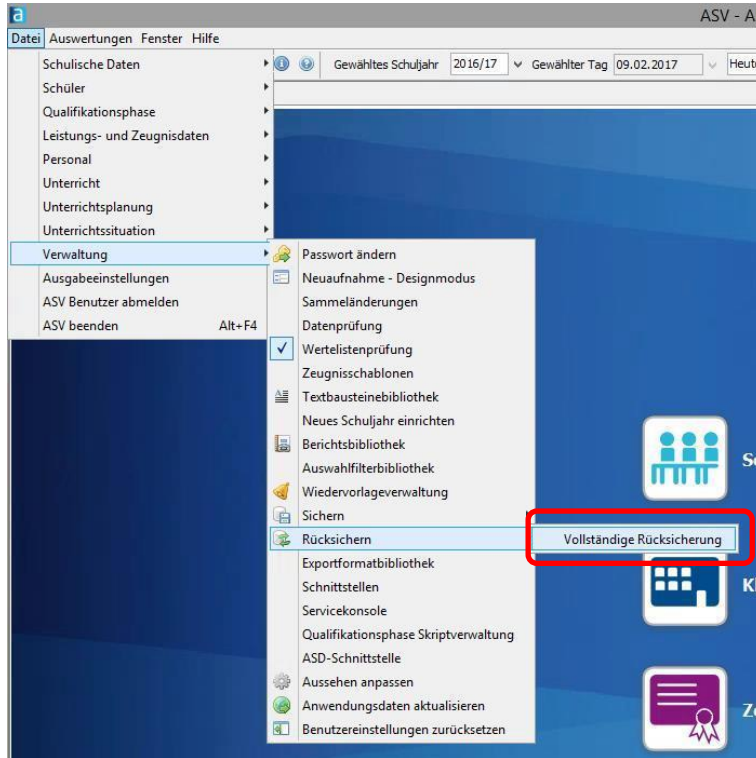 ASV - A
Datei Auswertungen Fenster Hilfe
Gewähltes Schuljahr 2016/17 Gewählter Tag 09.02.2017 Heut
Schulische Daten
Schüler
Qualifikationsphase
Leistungs- und Zeugnisdaten
Personal
Unterricht
Unterrichtsplanung
Unterrichtssituation
Verwaltung
Ausgabeeinstellungen
ASV Benutzer abmelden
ASV beenden Alt+F4
Passwort ändern
Neuaufnahme - Designmodus
Sammeländerungen
Datenprüfung
Wertelistenprüfung
Zeugnisschablonen
Textbausteinebibliothek
Neues Schuljahr einrichten
Berichtsbibliothek
Auswahlfilterbibliothek
Wiedervorlageverwaltung
Sichern
Rücksichern
Exportformatbibliothek
Schnittstellen
Servicekonsole
Qualifikationsphase Skriptverwaltung
ASD-Schnittstelle
Aussehen anpassen
Anwendungsdaten aktualisieren
Benutzereinstellungen zurücksetzen
Vollständige Rücksicherung